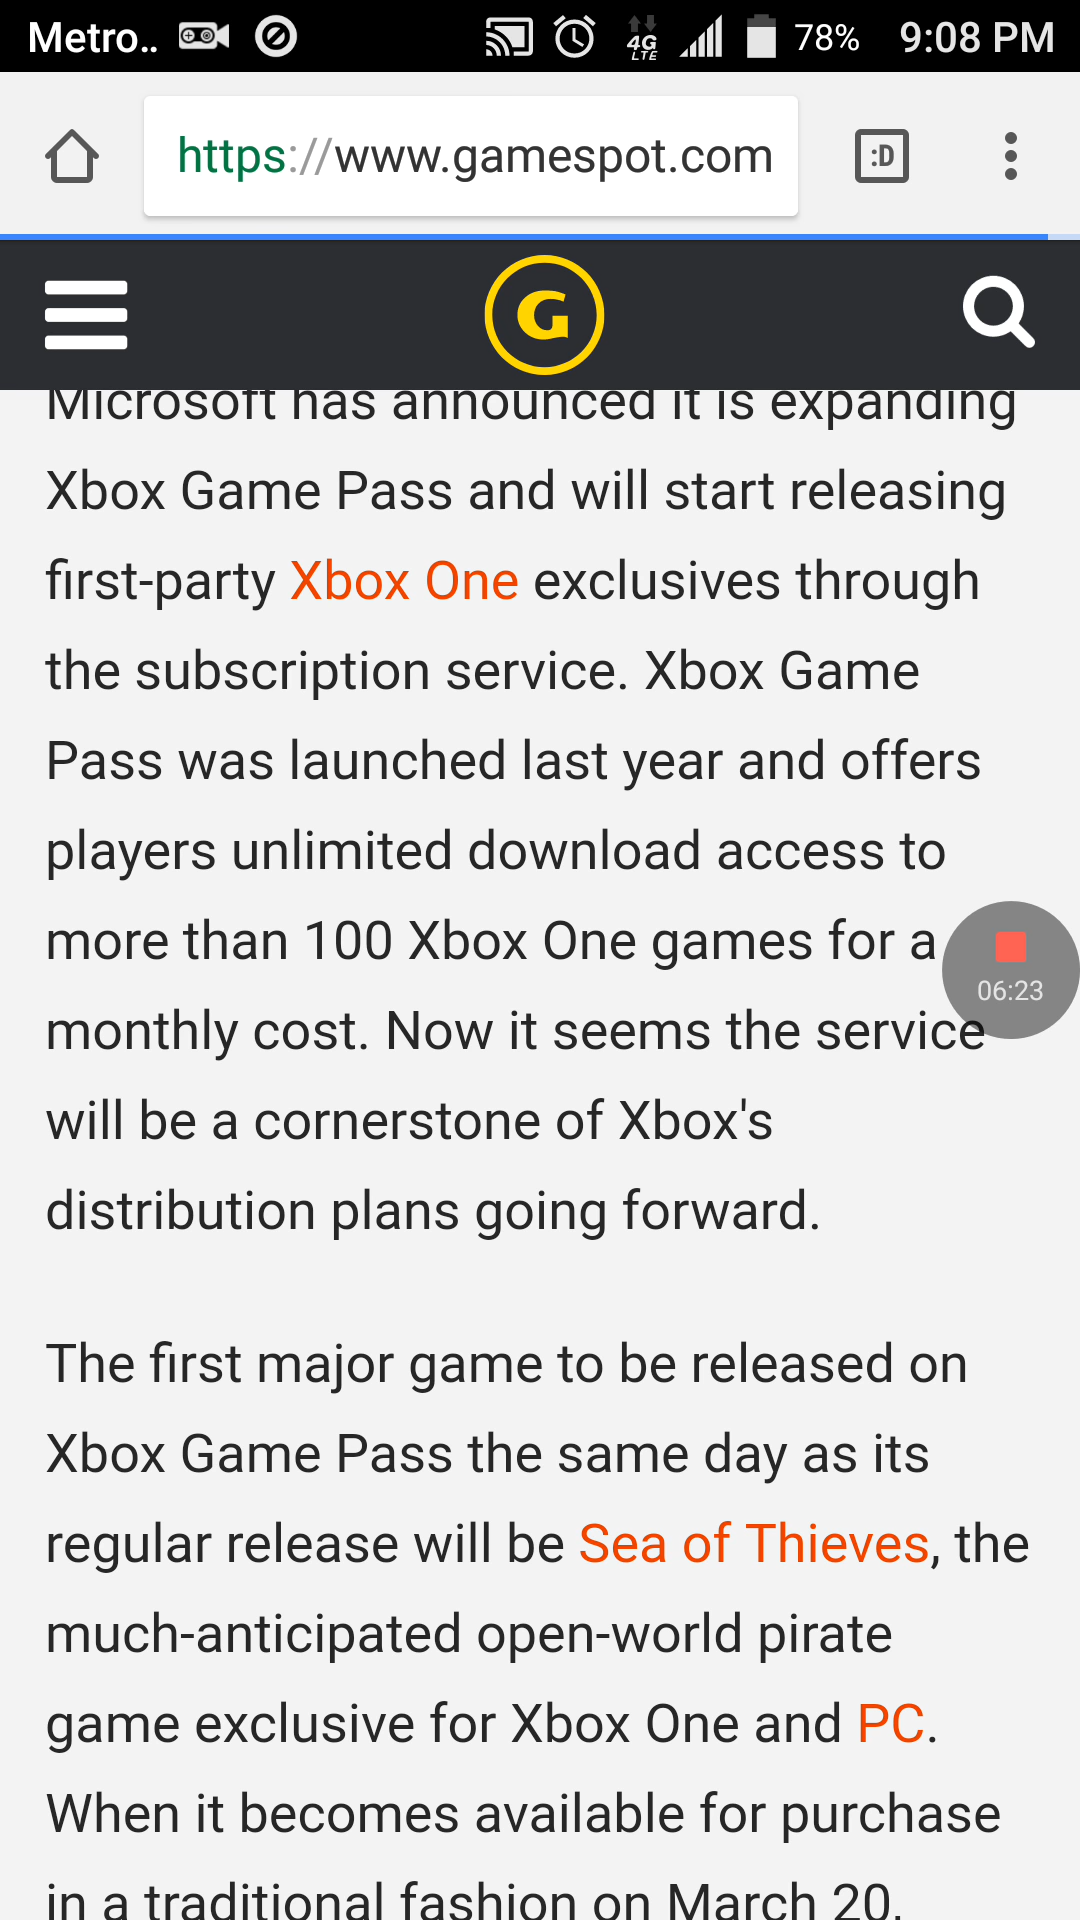 Metro..
4G
LTE
78%
9:08 PM
https://www.gamespot.com
:D
G
Microsoft has announced it is expanding
Xbox Game Pass and will start releasing
first-party Xbox One exclusives through
the subscription service. Xbox Game
Pass was launched last year and offers
players unlimited download access to
more than 100 Xbox One games for a
06:23
monthly cost. Now it seems the service
will be a cornerstone of Xbox's
distribution plans going forward.
The first major game to be released on
Xbox Game Pass the same day as its
regular release will be Sea of Thieves, the
much-anticipated open-world pirate
game exclusive for Xbox One and PC.
When it becomes available for purchase
in a traditional fashion on March 20,